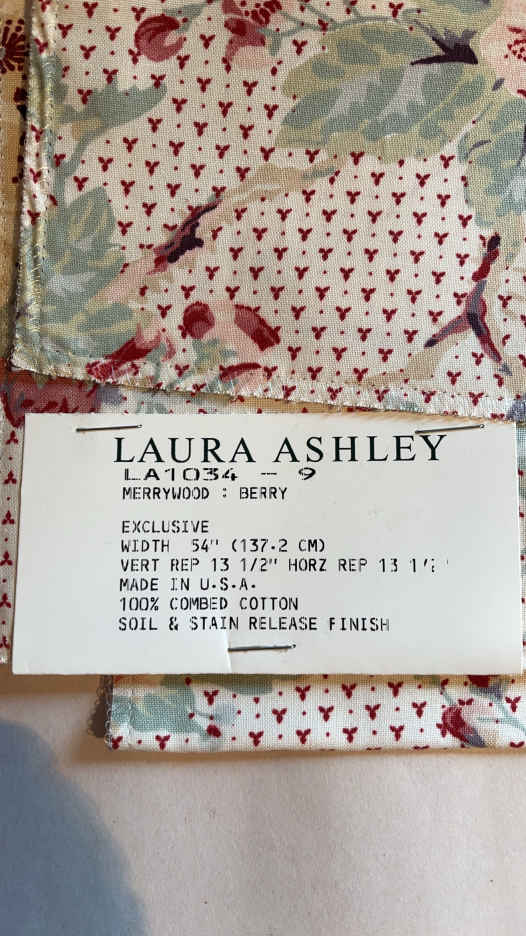 LAURA ASHLEY
LA1034 - 9
MERRYWOOD : BERRY
EXCLUSIVE
WIDTH 54" (137.2 CM)
VERT REP 13 1/2" HORZ REP 13 1/2"
MADE IN U.S.A.
100% COMBED COTTON
SOIL & STAIN RELEASE FINISH